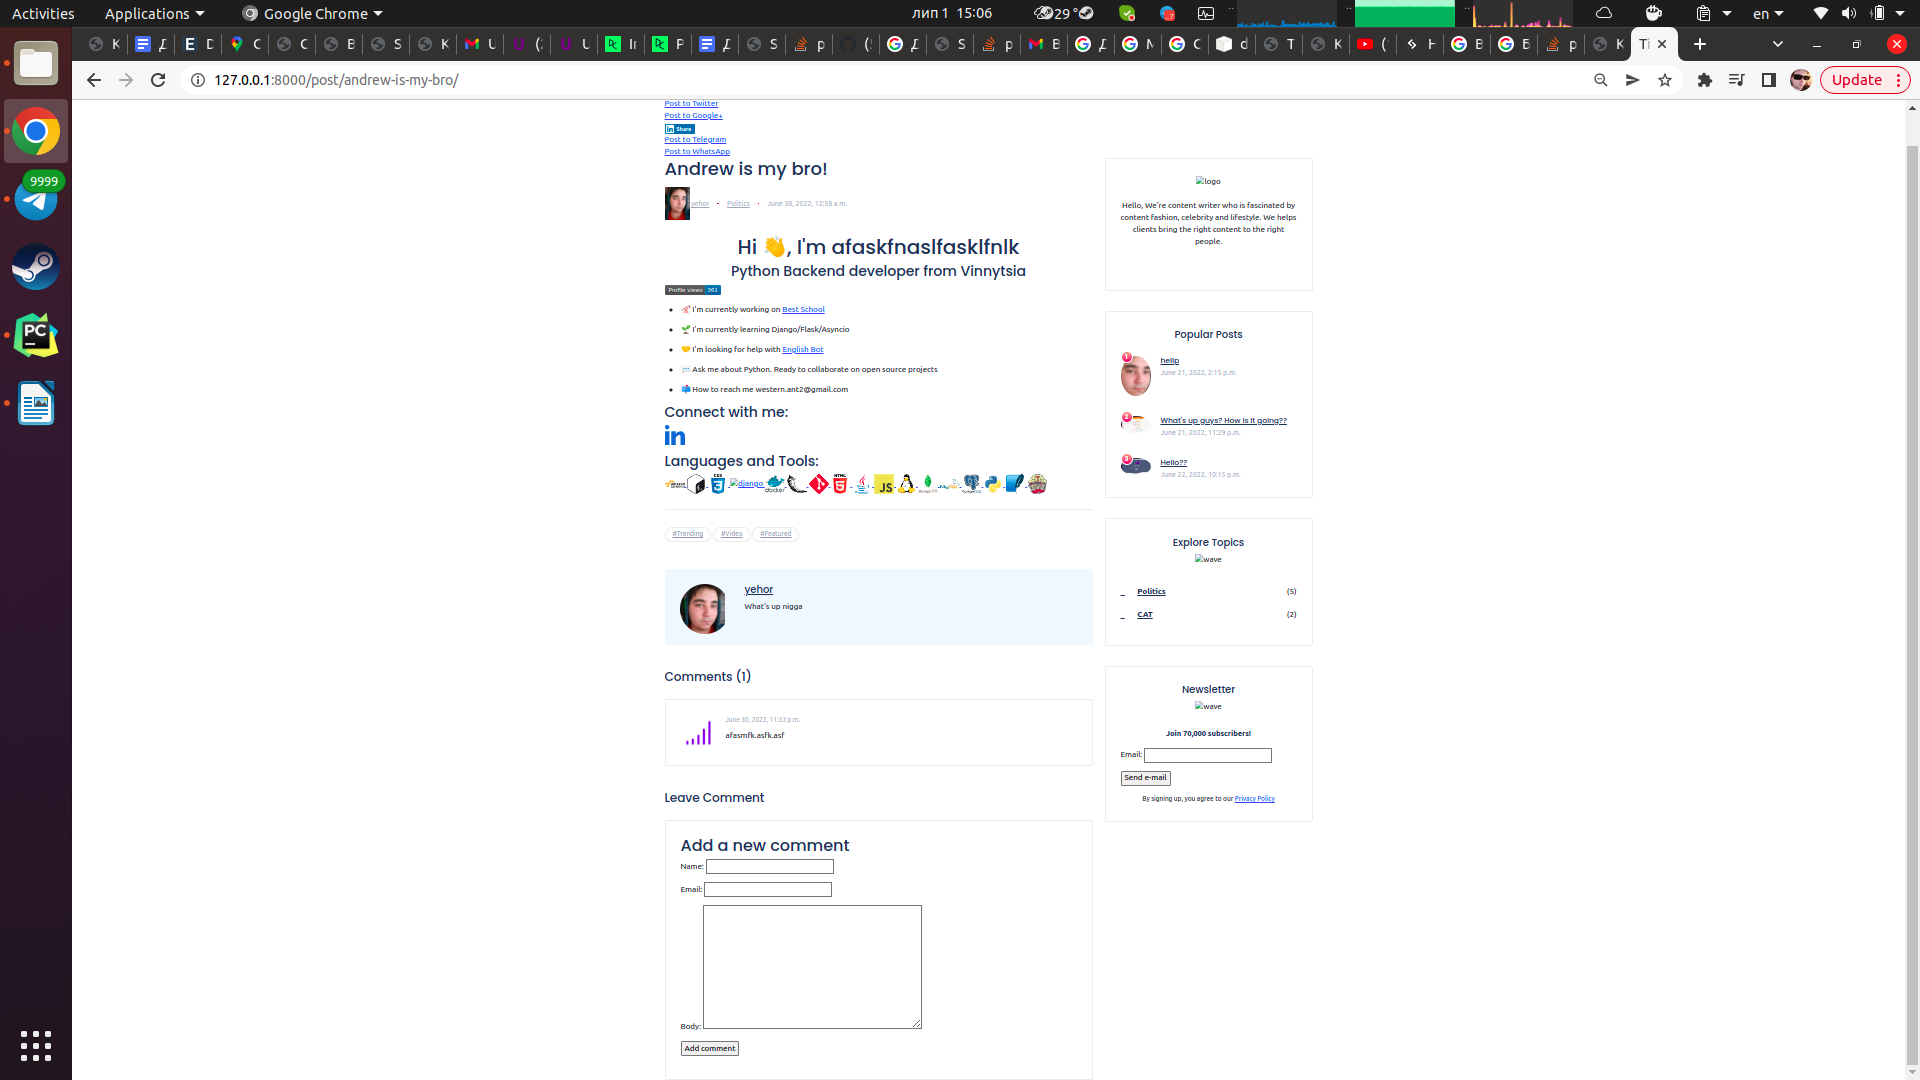 Activities Applications Google Chrome лип 1 15:06 29 ° en
127.0.0.1:8000/post/andrew-is-my-bro/
Update
9999
Post to Twitter
Post to Google+
in Share
Post to Telegram
Post to WhatsApp
Andrew is my bro!
yehor · Politics · June 30, 2022, 12:58 a.m.
Hi 👋, I'm afaskfnaslfasklfnlk
Python Backend developer from Vinnytsia
Profile views 361
I'm currently working on Best School
I'm currently learning Django/Flask/Asyncio
I'm looking for help with English Bot
Ask me about Python. Ready to collaborate on open source projects
How to reach me western.ant2@gmail.com
Connect with me:
in
Languages and Tools:
django
#Trending #Video #Featured
yehor
What's up nigga
Comments (1)
June 30, 2022, 11:33 p.m.
afasmfk.asfk.asf
Leave Comment
Add a new comment
Name:
Email:
Body:
Add comment
logo
Hello, We're content writer who is fascinated by
content fashion, celebrity and lifestyle. We helps
clients bring the right content to the right
people.
Popular Posts
1
help
June 21, 2022, 2:15 p.m.
2
What's up guys? How is it going??
June 21, 2022, 11:29 p.m.
3
Hello??
June 22, 2022, 10:15 p.m.
Explore Topics
wave
Politics (5)
CAT (2)
Newsletter
wave
Join 70,000 subscribers!
Email:
Send e-mail
By signing up, you agree to our Privacy Policy